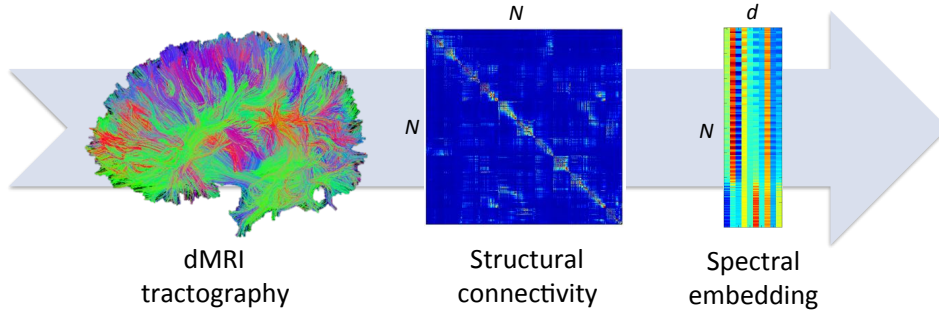 N
d
N
N
dMRI
tractography
Structural
connectivity
Spectral
embedding